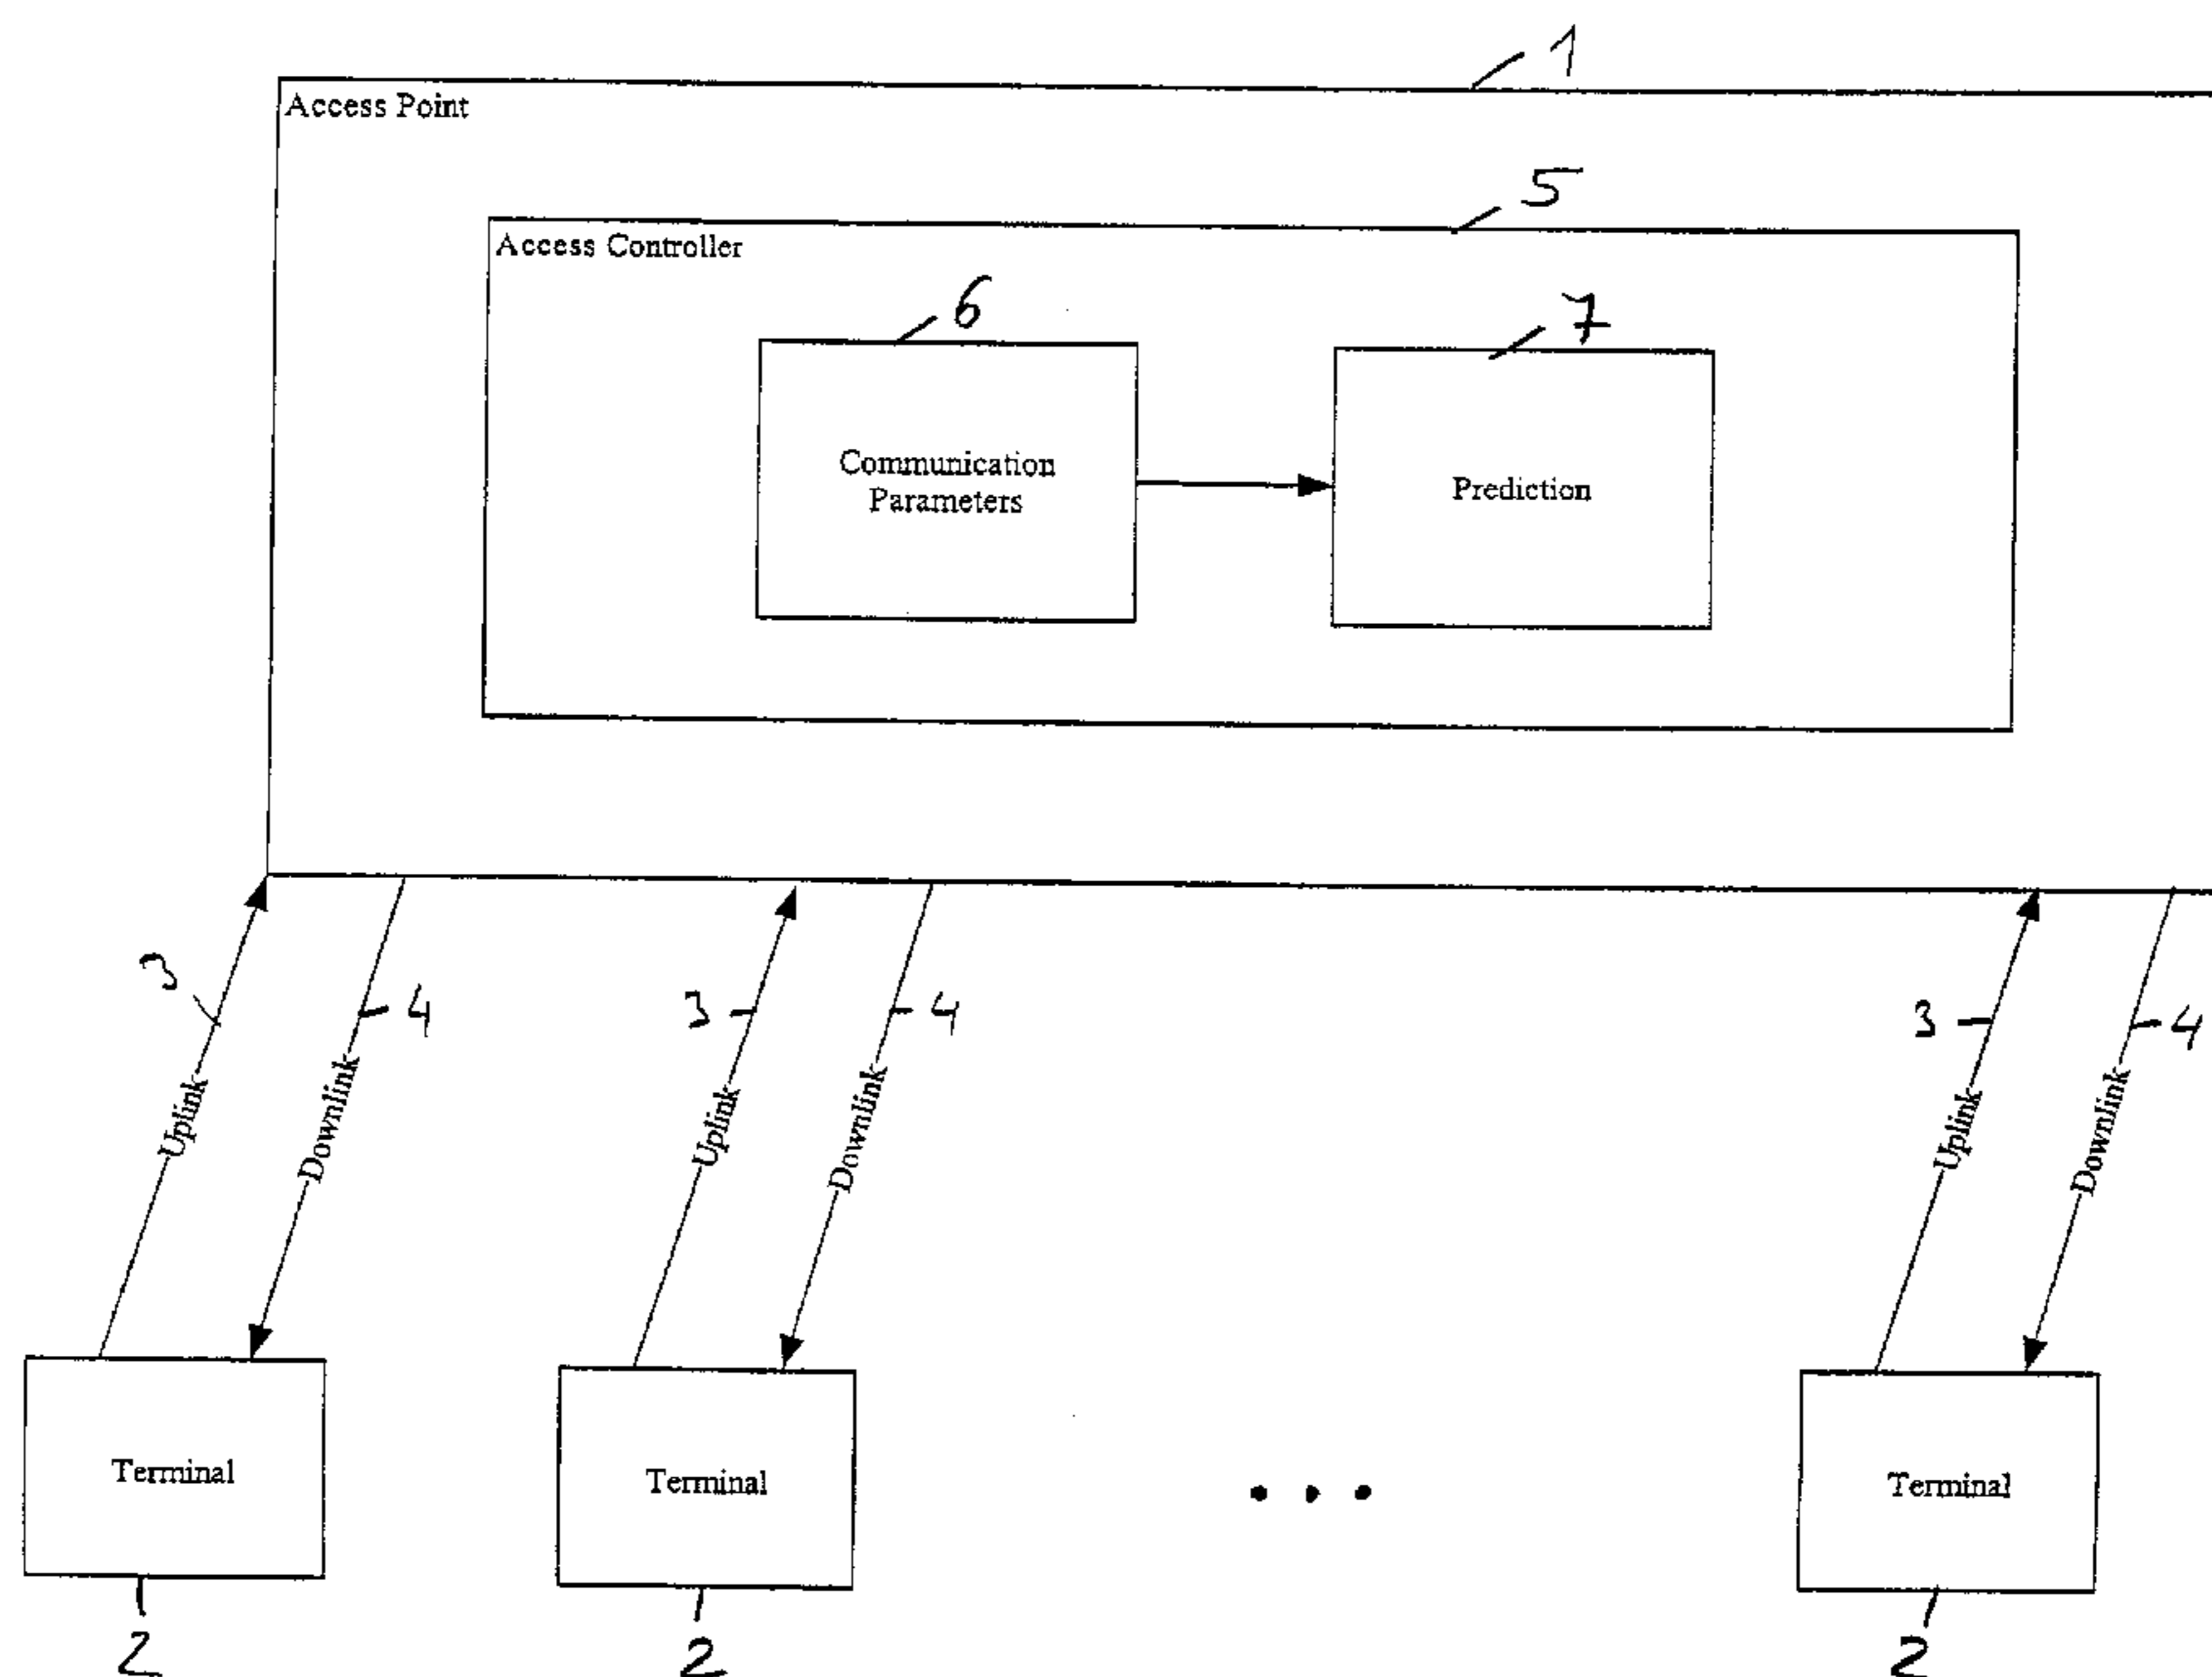 1
Access Point
5
Access Controller
6
7
Communication
Parameters
Prediction
3
4
3
4
3
4
Uplink
Downlink
Uplink
Downlink
Uplink
Downlink
Terminal
Terminal
Terminal
2
2
2